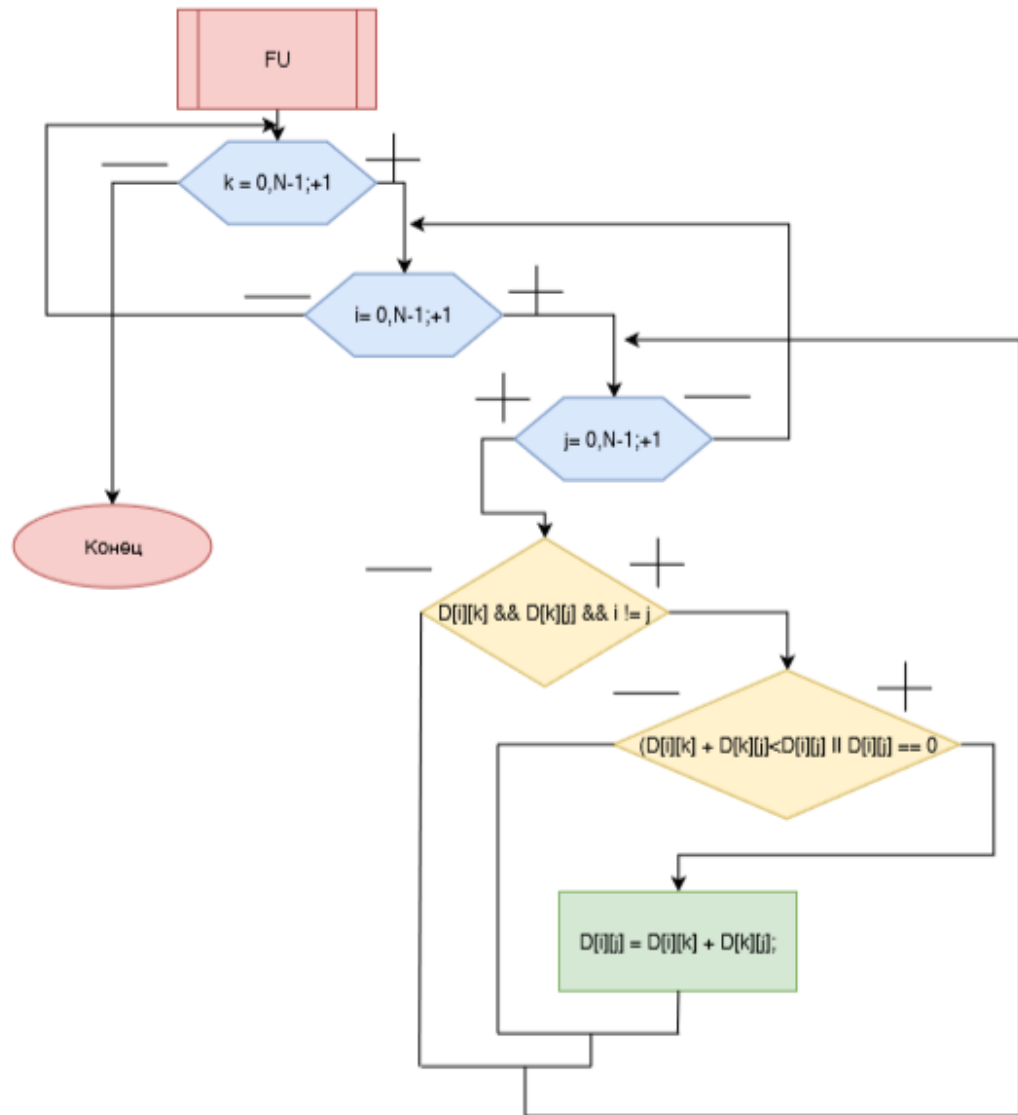 FU
k = 0,N-1;+1
i= 0,N-1;+1
j= 0,N-1;+1
Конец
D[i][k] && D[k][j] && i != j
(D[i][k] + D[k][j]<D[i][j] II D[i][j] == 0
D[i][j] = D[i][k] + D[k][j];